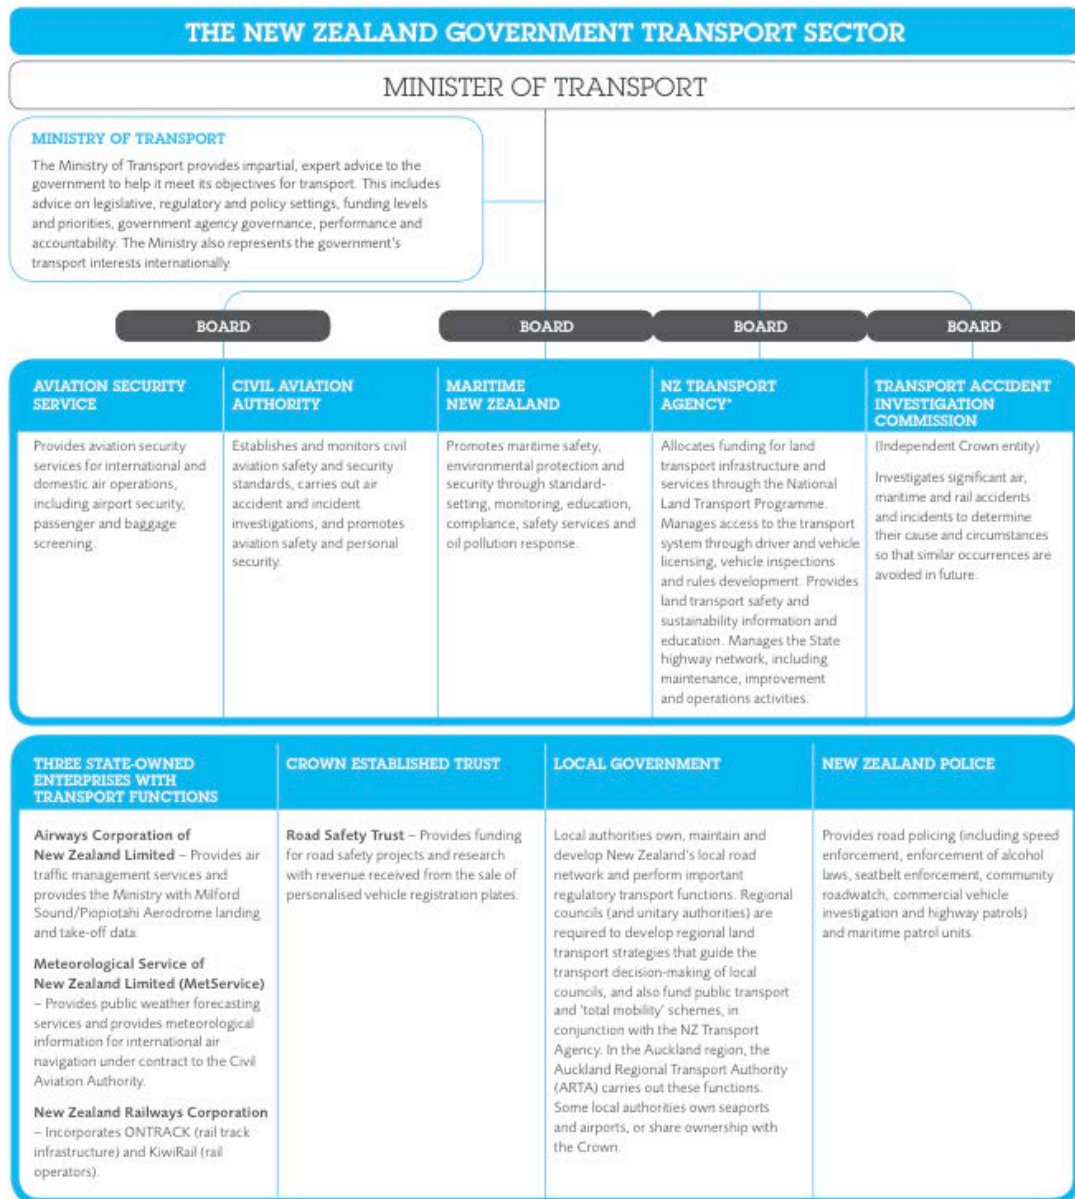 THE NEW ZEALAND GOVERNMENT TRANSPORT SECTOR
MINISTER OF TRANSPORT
MINISTRY OF TRANSPORT
The Ministry of Transport provides impartial, expert advice to the
government to help it meet its objectives for transport. This includes
advice on legislative, regulatory and policy settings, funding levels
and priorities, government agency governance, performance and
accountability. The Ministry also represents the government's
transport interests internationally.
BOARD
BOARD
BOARD
BOARD
AVIATION SECURITY
SERVICE
Provides aviation security
services for international and
domestic air operations,
including airport security,
passenger and baggage
screening.
CIVIL AVIATION
AUTHORITY
Establishes and monitors civil
aviation safety and security
standards, carries out air
accident and incident
investigations, and promotes
aviation safety and personal
security.
MARITIME
NEW ZEALAND
Promotes maritime safety,
environmental protection and
security through standard-
setting, monitoring, education,
compliance, safety services and
oil pollution response.
NZ TRANSPORT
AGENCY*
Allocates funding for land
transport infrastructure and
services through the National
Land Transport Programme.
Manages access to the transport
system through driver and vehicle
licensing, vehicle inspections
and rules development. Provides
land transport safety and
sustainability information and
education. Manages the State
highway network, including
maintenance, improvement
and operations activities.
TRANSPORT ACCIDENT
INVESTIGATION
COMMISSION
(Independent Crown entity)
Investigates significant air,
maritime and rail accidents
and incidents to determine
their cause and circumstances
so that similar occurrences are
avoided in future.
THREE STATE-OWNED
ENTERPRISES WITH
TRANSPORT FUNCTIONS
Airways Corporation of
New Zealand Limited – Provides air
traffic management services and
provides the Ministry with Milford
Sound/Piopiotahi Aerodrome landing
and take-off data.
Meteorological Service of
New Zealand Limited (MetService)
– Provides public weather forecasting
services and provides meteorological
information for international air
navigation under contract to the Civil
Aviation Authority.
New Zealand Railways Corporation
– Incorporates ONTRACK (rail track
infrastructure) and KiwiRail (rail
operators).
CROWN ESTABLISHED TRUST
Road Safety Trust – Provides funding
for road safety projects and research
with revenue received from the sale of
personalised vehicle registration plates.
LOCAL GOVERNMENT
Local authorities own, maintain and
develop New Zealand's local road
network and perform important
regulatory transport functions. Regional
councils (and unitary authorities) are
required to develop regional land
transport strategies that guide the
transport decision-making of local
councils, and also fund public transport
and 'total mobility' schemes, in
conjunction with the NZ Transport
Agency. In the Auckland region, the
Auckland Regional Transport Authority
(ARTA) carries out these functions.
Some local authorities own seaports
and airports, or share ownership with
the Crown.
NEW ZEALAND POLICE
Provides road policing (including speed
enforcement, enforcement of alcohol
laws, seatbelt enforcement, community
roadwatch, commercial vehicle
investigation and highway patrols)
and maritime patrol units.